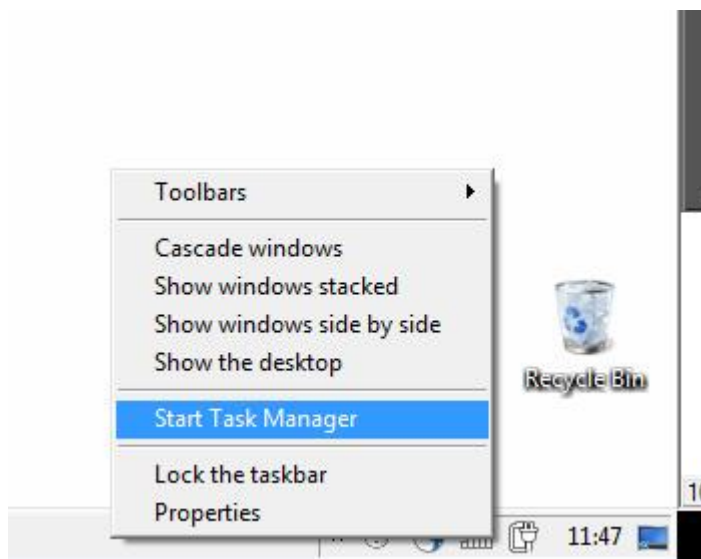 Toolbars
Cascade windows
Show windows stacked
Show windows side by side
Show the desktop
Recycle Bin
Start Task Manager
Lock the taskbar
Properties
11:47